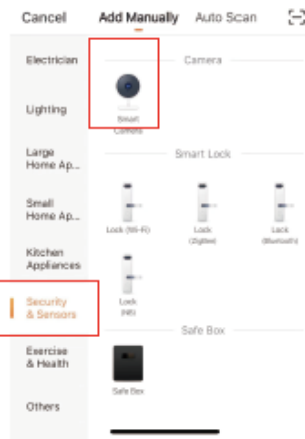 Cancel Add Manually Auto Scan
Electrician
Camera
Lighting
Smart
Camera
Large
Home Ap...
Smart Lock
Small
Home Ap...
Lock (Wi-Fi)
Lock
(Zigbee)
Lock
(Bluetooth)
Kitchen
Appliances
Security
& Sensors
Lock
(NB)
Safe Box
Exercise
& Health
Safe Box
Others